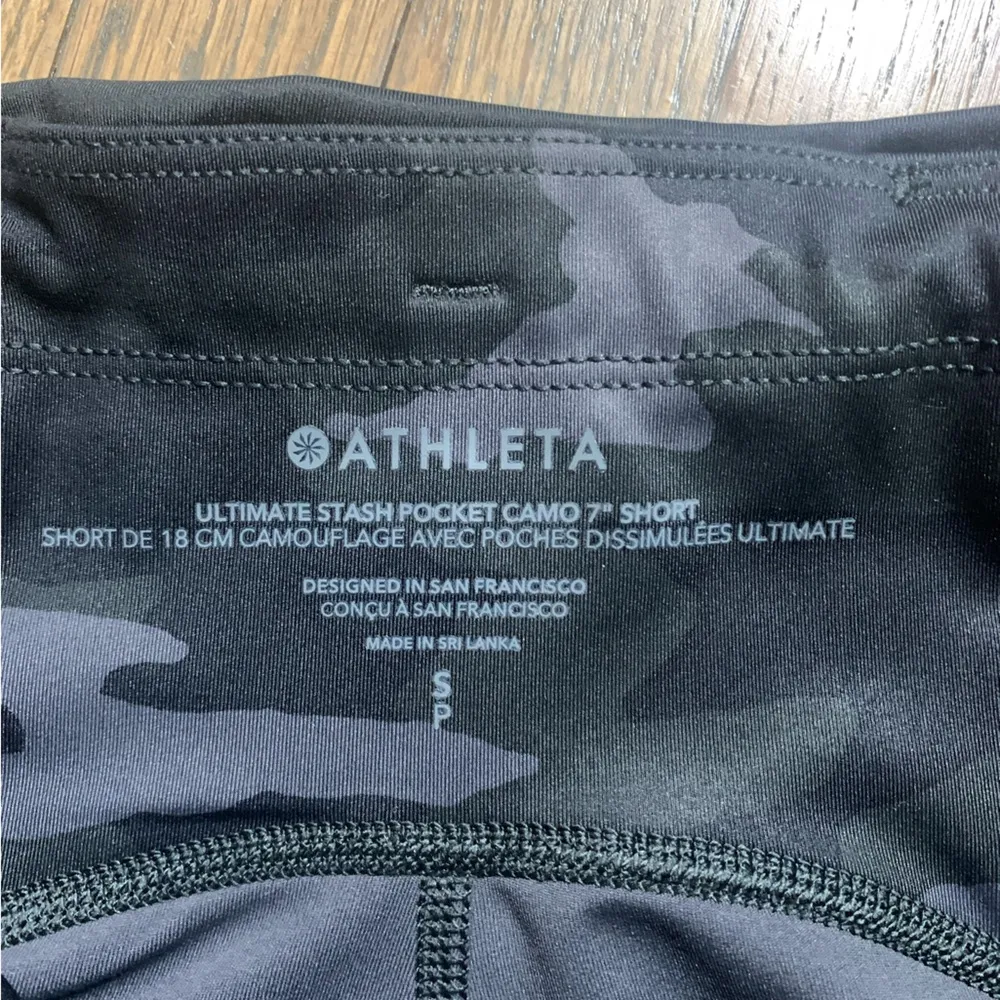 ATHLETA
ULTIMATE STASH POCKET CAMO 7" SHORT
SHORT DE 18 CM CAMOUFLAGE AVEC POCHES DISSIMULÉES ULTIMATE
DESIGNED IN SAN FRANCISCO
CONÇU À SAN FRANCISCO
MADE IN SRI LANKA
S
P